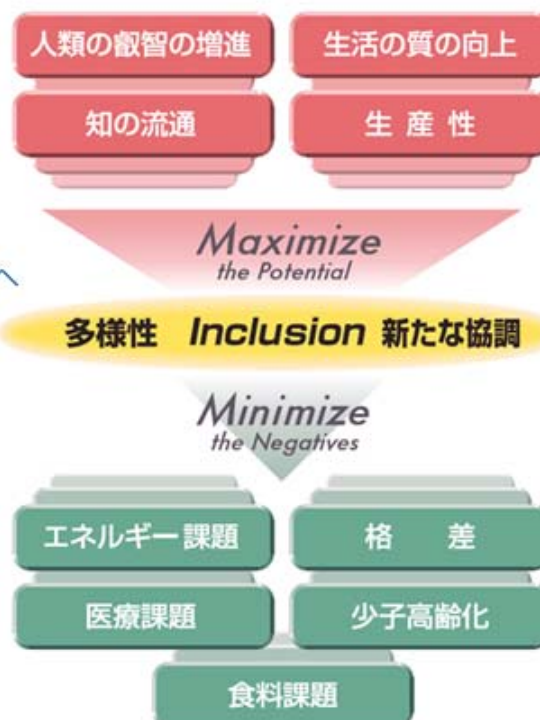 人類の叡智の増進
生活の質の向上
知の流通
生産性
Maximize
the Potential
へ
多様性 Inclusion 新たな協調
Minimize
the Negatives
エネルギー課題
格差
医療課題
少子高齢化
食料課題